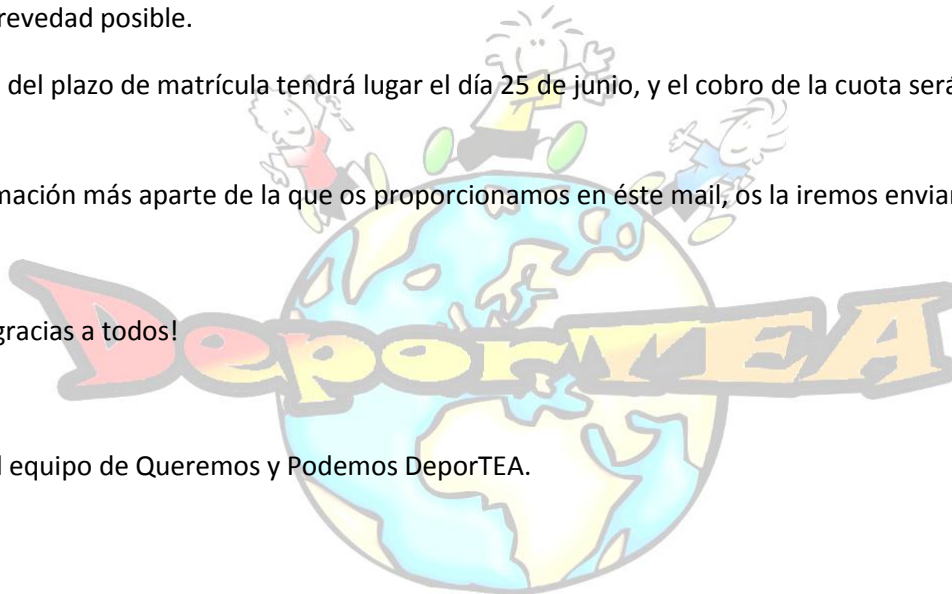 revedad posible.
del plazo de matrícula tendrá lugar el día 25 de junio, y el cobro de la cuota será
mación más aparte de la que os proporcionamos en éste mail, os la iremos envian
DeporTEA
gracias a todos!
l equipo de Queremos y Podemos DeporTEA.